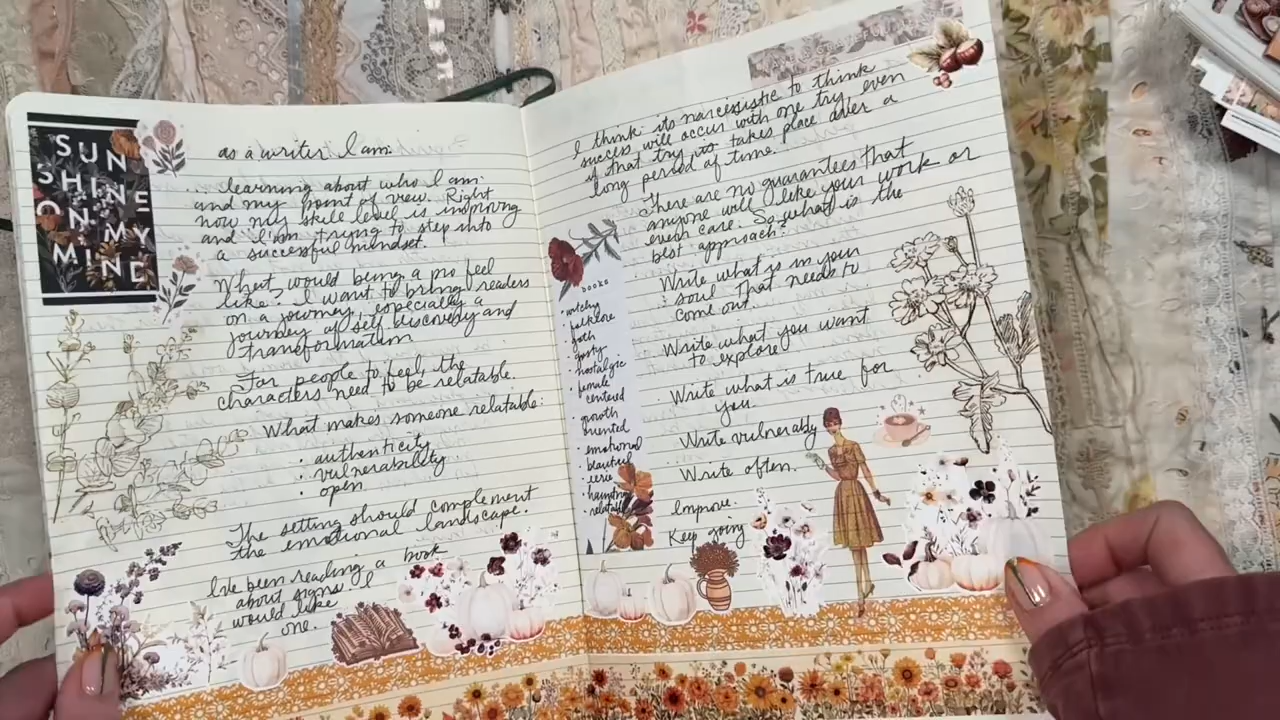 SUN
SHINE
ON MY
MIND
as a writer I am:
... learning about who I am
and my point of view. Right
now my skill level is improving
and I am trying to step into
a successful mindset.
What would being a pro feel
like. I want to bring readers
on a journey, especially a
journey of self discovery and
transformation
For people to feel, the
characters need to be relatable.
What makes someone relatable:
· authenticity
· vulnerability
· open
The setting should complement
the emotional landscape.
I've been reading a book
about signs. I
would like
one.
I think its narcissistic to think
success will occur with one try even
if that try takes place over a
long period of time.
There are no guarantees that
anyone will like your work or
even care. So what is the
best approach?
books
· witchy
· folklore
· goth
· nostalgic
· female
centered
· growth
oriented
· emotional
· beautiful
· eerie
· haunting
· relatable
Write what is in your
soul that needs to
come out.
Write what you want
to explore
Write what is true for
you.
Write vulnerably
Write often.
Improve.
Keep going